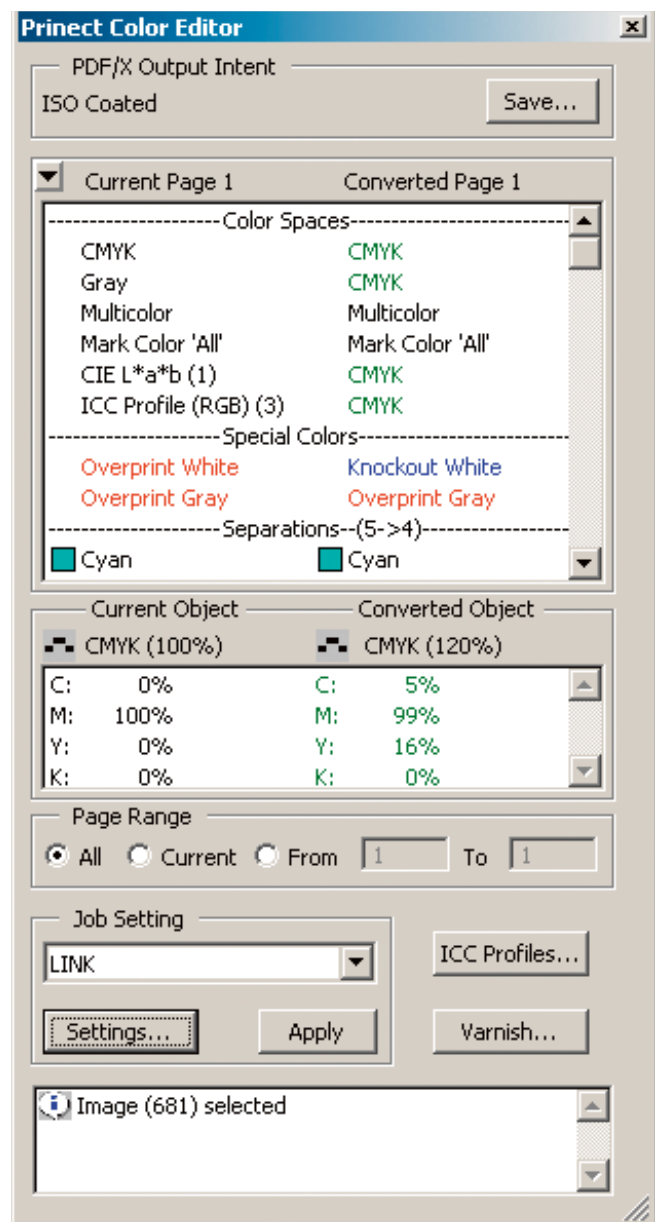 Prinect Color Editor
PDF/X Output Intent
ISO Coated Save...
Current Page 1 Converted Page 1
--------------------Color Spaces--------------------
CMYK CMYK
Gray CMYK
Multicolor Multicolor
Mark Color 'All' Mark Color 'All'
CIE L*a*b (1) CMYK
ICC Profile (RGB) (3) CMYK
--------------------Special Colors--------------------
Overprint White Knockout White
Overprint Gray Overprint Gray
--------------------Separations--(5->4)--------------------
Cyan Cyan
Current Object Converted Object
CMYK (100%) CMYK (120%)
C: 0% C: 5%
M: 100% M: 99%
Y: 0% Y: 16%
K: 0% K: 0%
Page Range
All Current From 1 To 1
Job Setting
LINK ICC Profiles...
Settings... Apply Varnish...
Image (681) selected